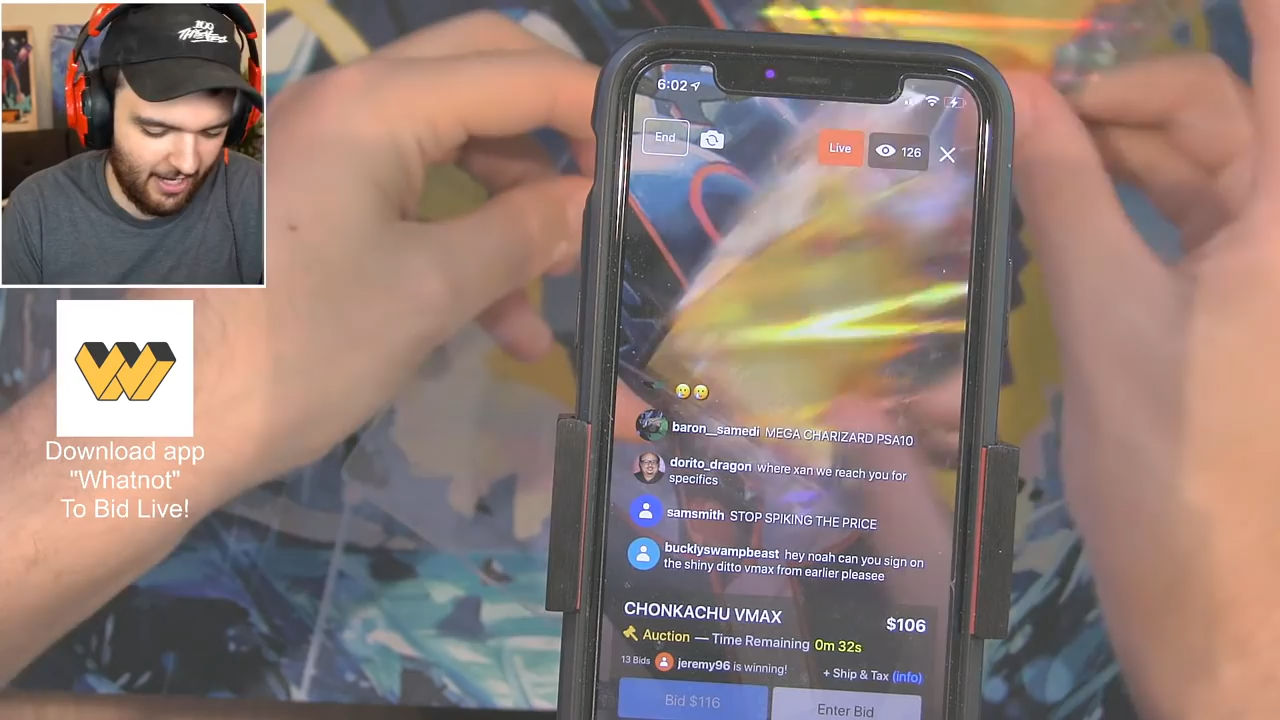 100
THIEVES
Download app
"Whatnot"
To Bid Live!
6:02
End
Live
126
baron__samedi MEGA CHARIZARD PSA10
dorito_dragon where xan we reach you for
specifics
samsmith STOP SPIKING THE PRICE
bucklyswampbeast hey noah can you sign on
the shiny ditto vmax from earlier pleasee
CHONKACHU VMAX
$106
Auction — Time Remaining 0m 32s
13 Bids jeremy96 is winning!
+ Ship & Tax (info)
Bid $116
Enter Bid